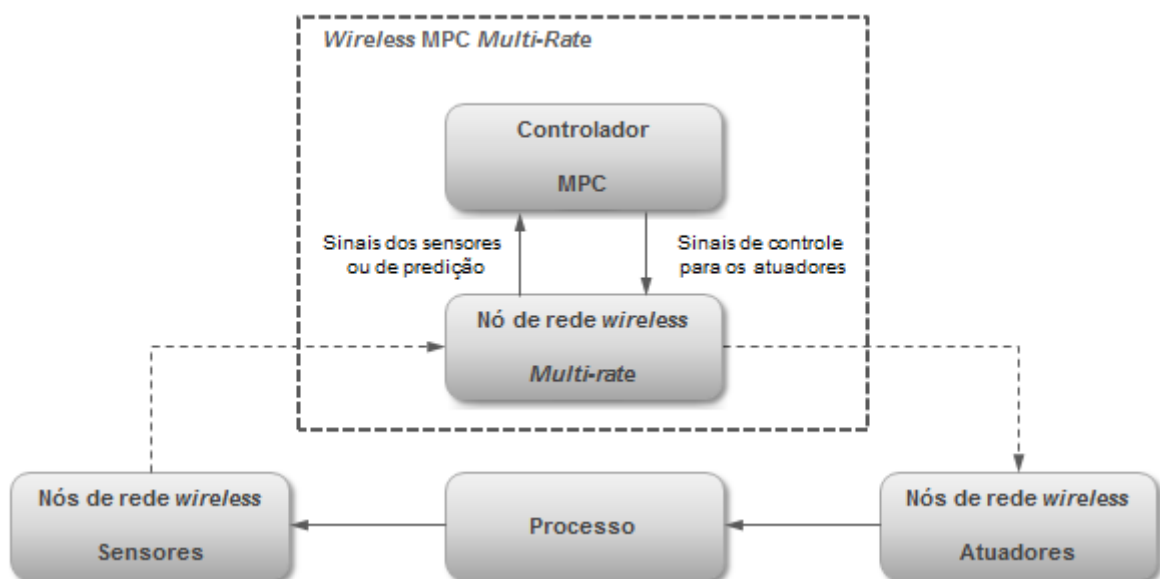 Wireless MPC Multi-Rate
Controlador
MPC
Sinais dos sensores
ou de predição
Sinais de controle
para os atuadores
Nó de rede wireless
Multi-rate
Nós de rede wireless
Sensores
Processo
Nós de rede wireless
Atuadores